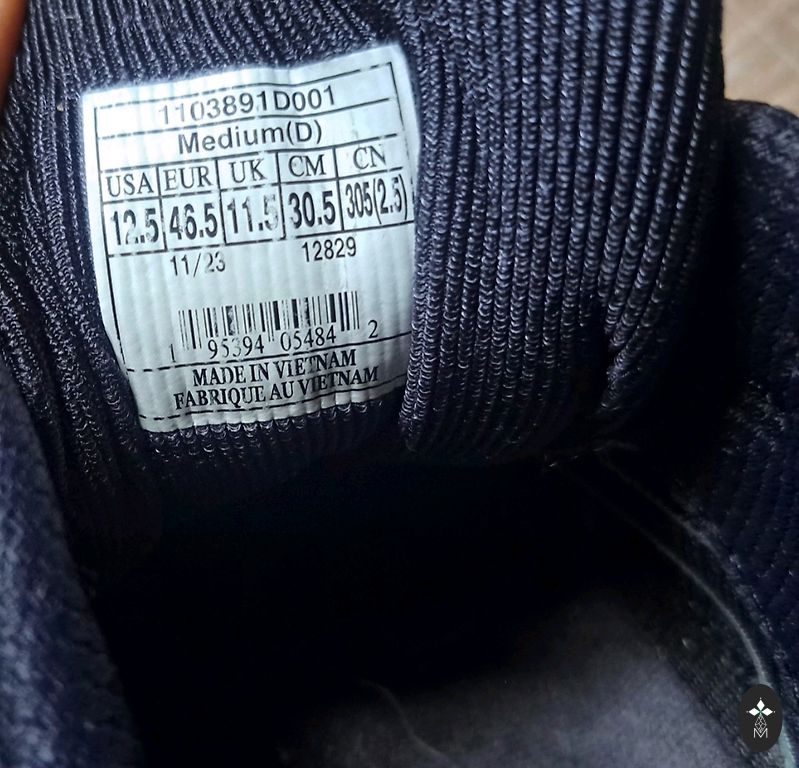 1103891D001
Medium(D)
USA EUR UK CM CN
12.5 46.5 11.5 30.5 305(2.5)
11/23 12829
1 95394 05484 2
MADE IN VIETNAM
FABRIQUE AU VIETNAM
M